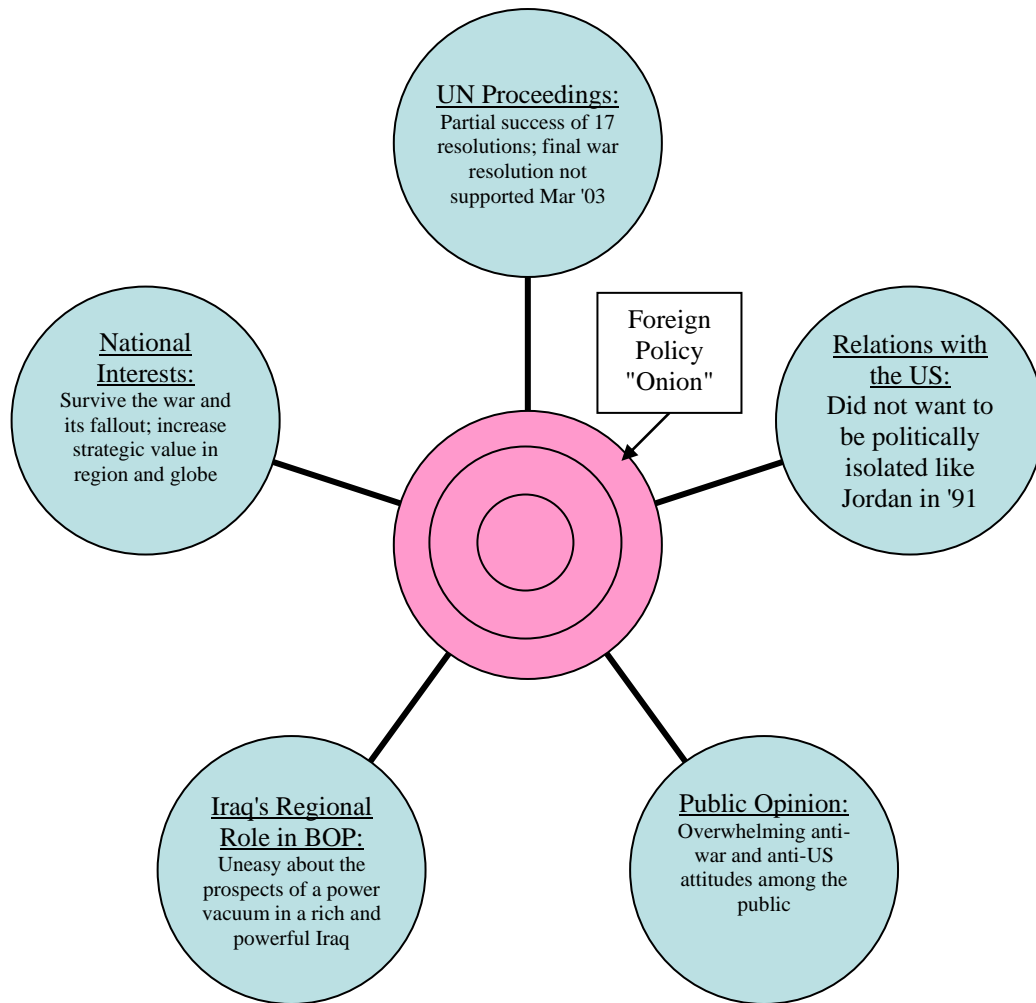 UN Proceedings:
Partial success of 17
resolutions; final war
resolution not
supported Mar '03
Foreign
Policy
"Onion"
National
Interests:
Survive the war and
its fallout; increase
strategic value in
region and globe
Relations with
the US:
Did not want to
be politically
isolated like
Jordan in '91
Iraq's Regional
Role in BOP:
Uneasy about the
prospects of a power
vacuum in a rich and
powerful Iraq
Public Opinion:
Overwhelming anti-
war and anti-US
attitudes among the
public